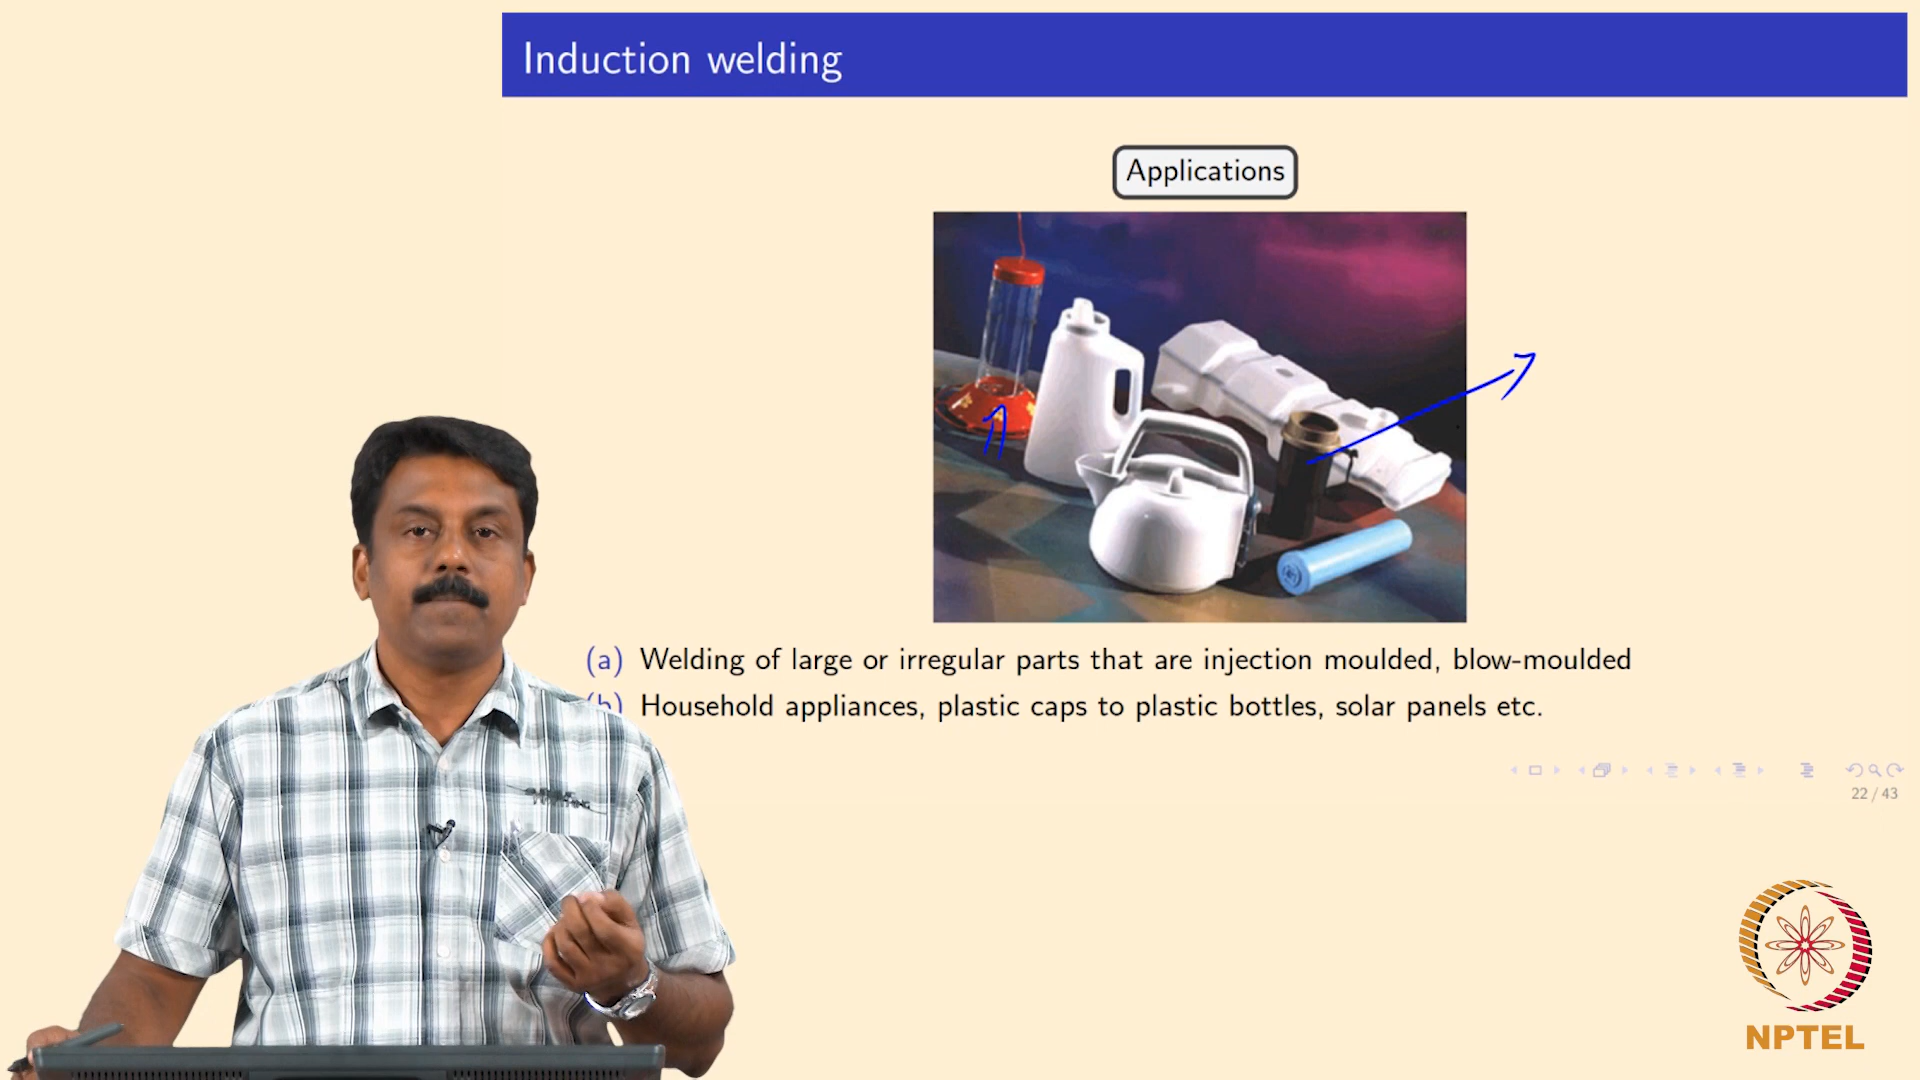 Induction welding
Applications
(a) Welding of large or irregular parts that are injection moulded, blow-moulded
(b) Household appliances, plastic caps to plastic bottles, solar panels etc.
22 / 43
NPTEL